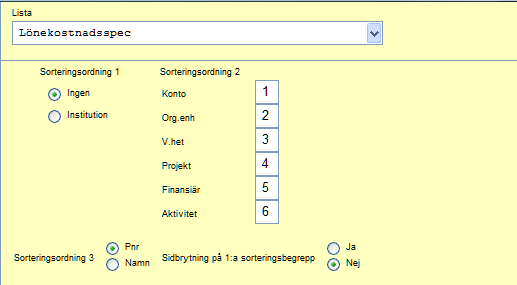 Lista
Lönekostnadsspec
Sorteringsordning 1 Sorteringsordning 2
Ingen Konto 1
Institution Org.enh 2
V.het 3
Projekt 4
Finansiär 5
Aktivitet 6
Sorteringsordning 3 Pnr Namn Sidbrytning på 1:a sorteringsbegrepp Ja Nej